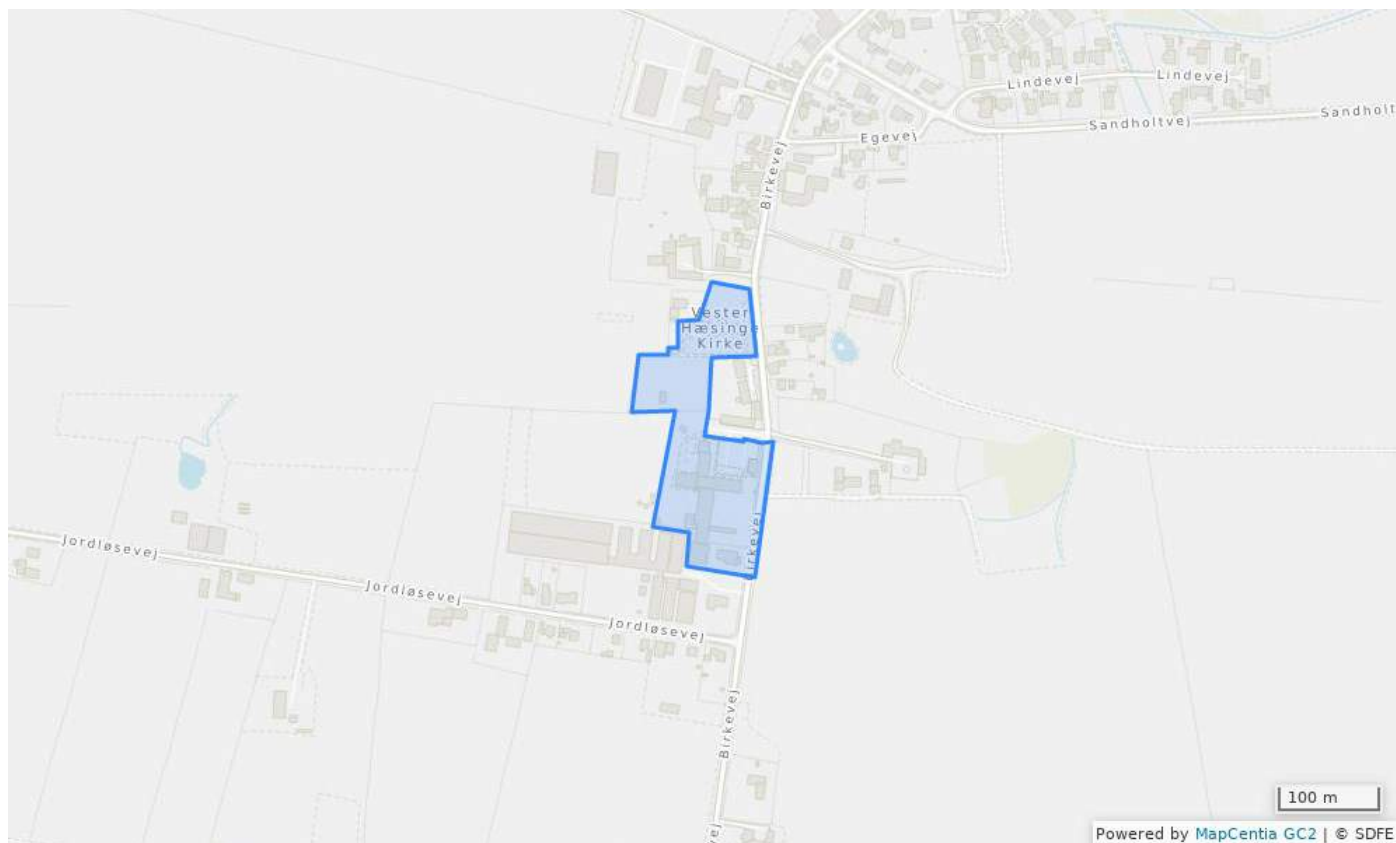 Lindevej
Lindevej
Sandholtvej
Sandholt
Egevej
Birkevej
Vester
Hæsinge
Kirke
Birkevej
Jordløsevej
Jordløsevej
Jordløsevej
Birkevej
100 m
Powered by MapCentia GC2 | © SDFE